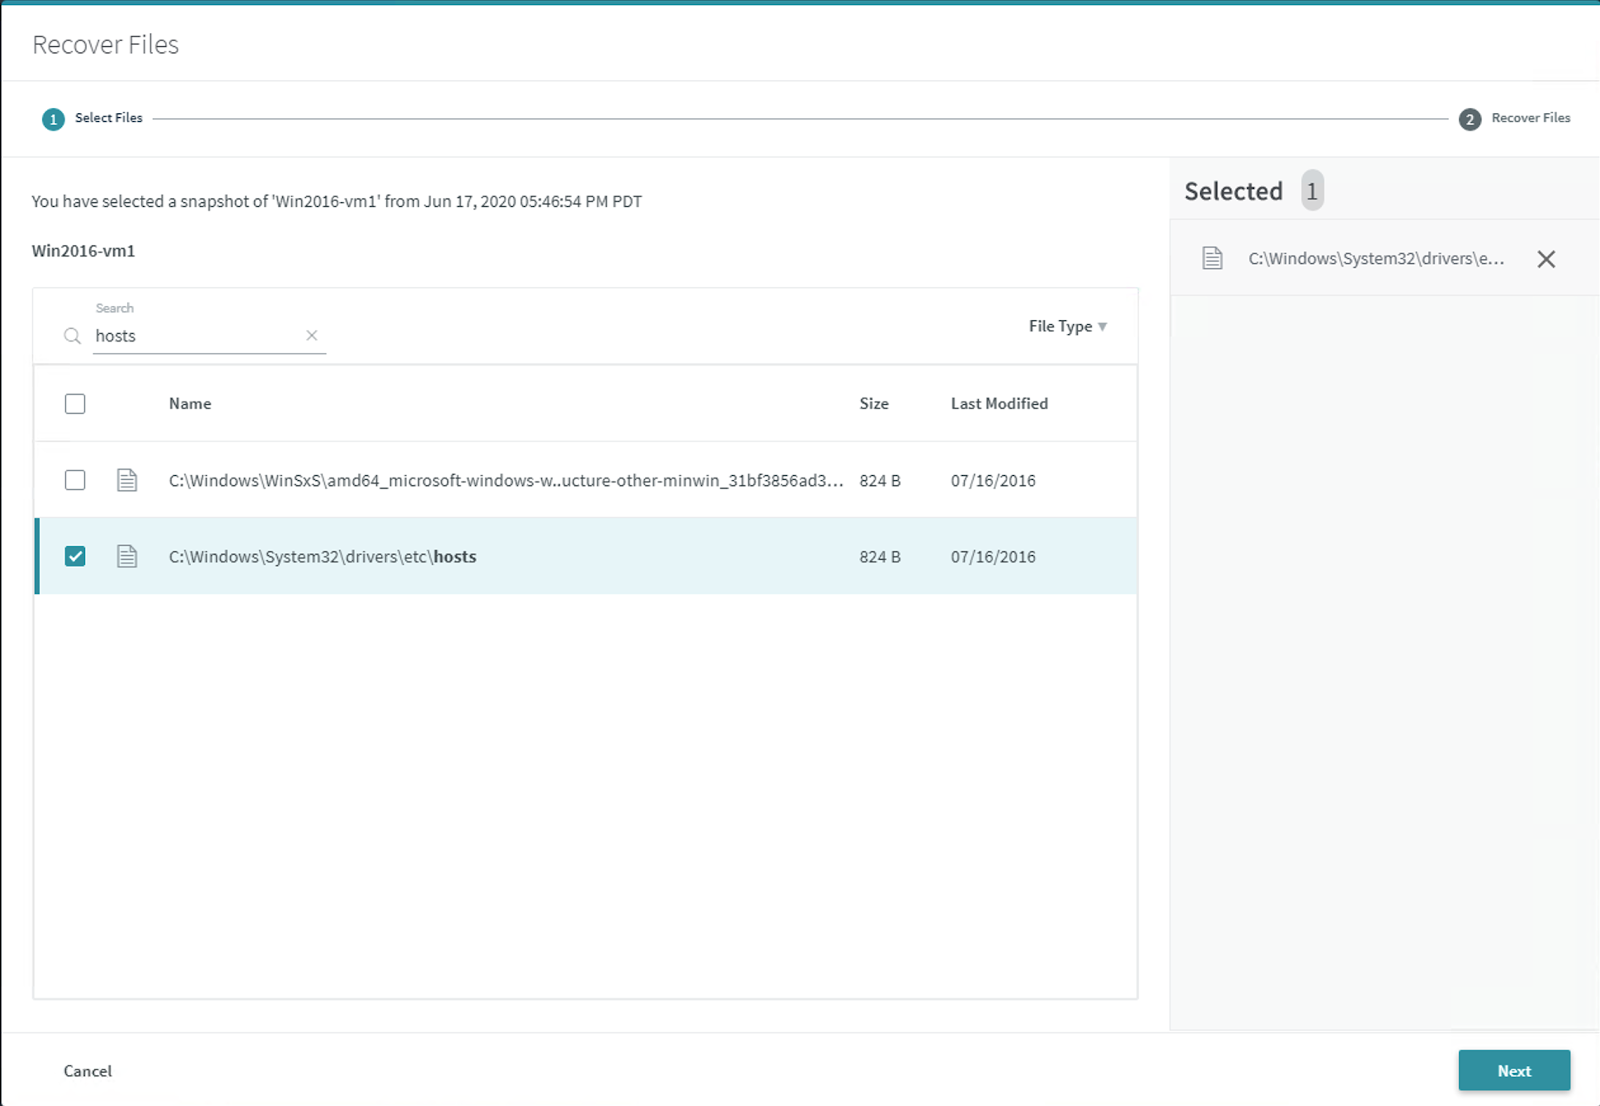 Recover Files
1 Select Files
2 Recover Files
You have selected a snapshot of 'Win2016-vm1' from Jun 17, 2020 05:46:54 PM PDT
Win2016-vm1
Search
hosts
File Type
Name Size Last Modified
C:\Windows\WinSxS\amd64_microsoft-windows-w..ucture-other-minwin_31bf3856ad3... 824 B 07/16/2016
C:\Windows\System32\drivers\etc\hosts 824 B 07/16/2016
Selected 1
C:\Windows\System32\drivers\e...
Cancel
Next